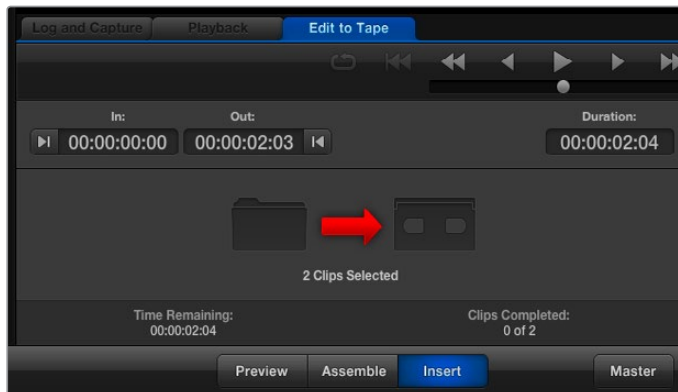 Log and Capture Playback Edit to Tape
In: Out: Duration:
00:00:00:00 00:00:02:03 00:00:02:04
2 Clips Selected
Time Remaining: Clips Completed:
00:00:02:04 0 of 2
Preview Assemble Insert Master